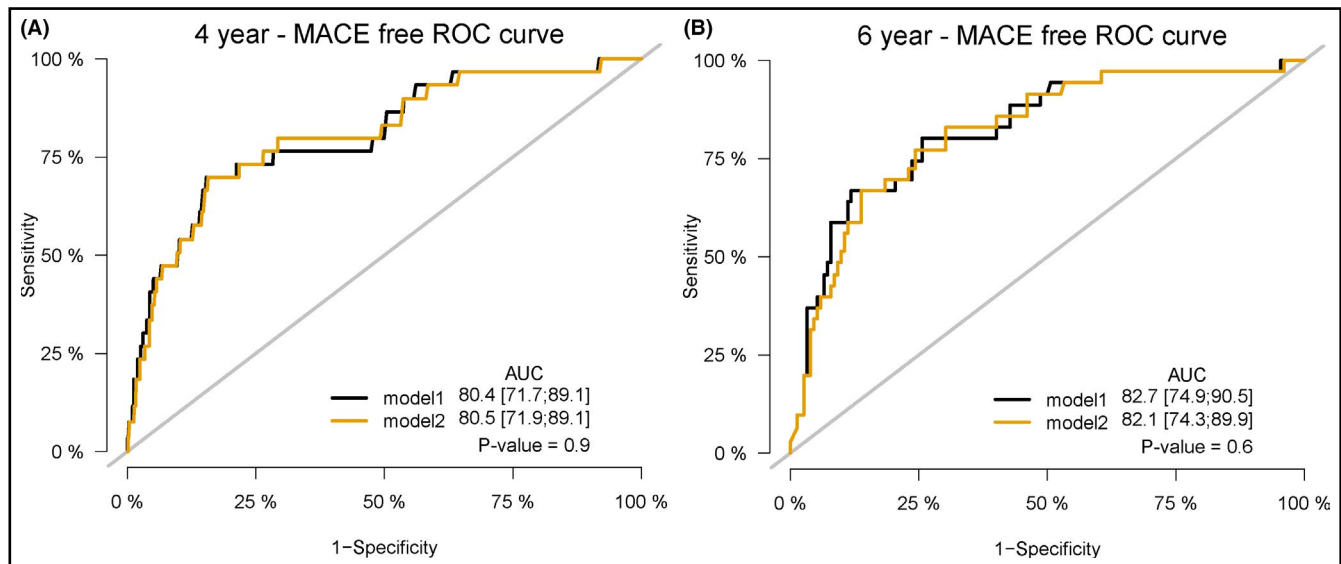 (A)
4 year - MACE free ROC curve
100 %
75 %
50 %
25 %
0 %
Sensitivity
AUC
model1 80.4 [71.7;89.1]
model2 80.5 [71.9;89.1]
P-value = 0.9
0 % 25 % 50 % 75 % 100 %
1−Specificity
(B)
6 year - MACE free ROC curve
100 %
75 %
50 %
25 %
0 %
Sensitivity
AUC
model1 82.7 [74.9;90.5]
model2 82.1 [74.3;89.9]
P-value = 0.6
0 % 25 % 50 % 75 % 100 %
1−Specificity